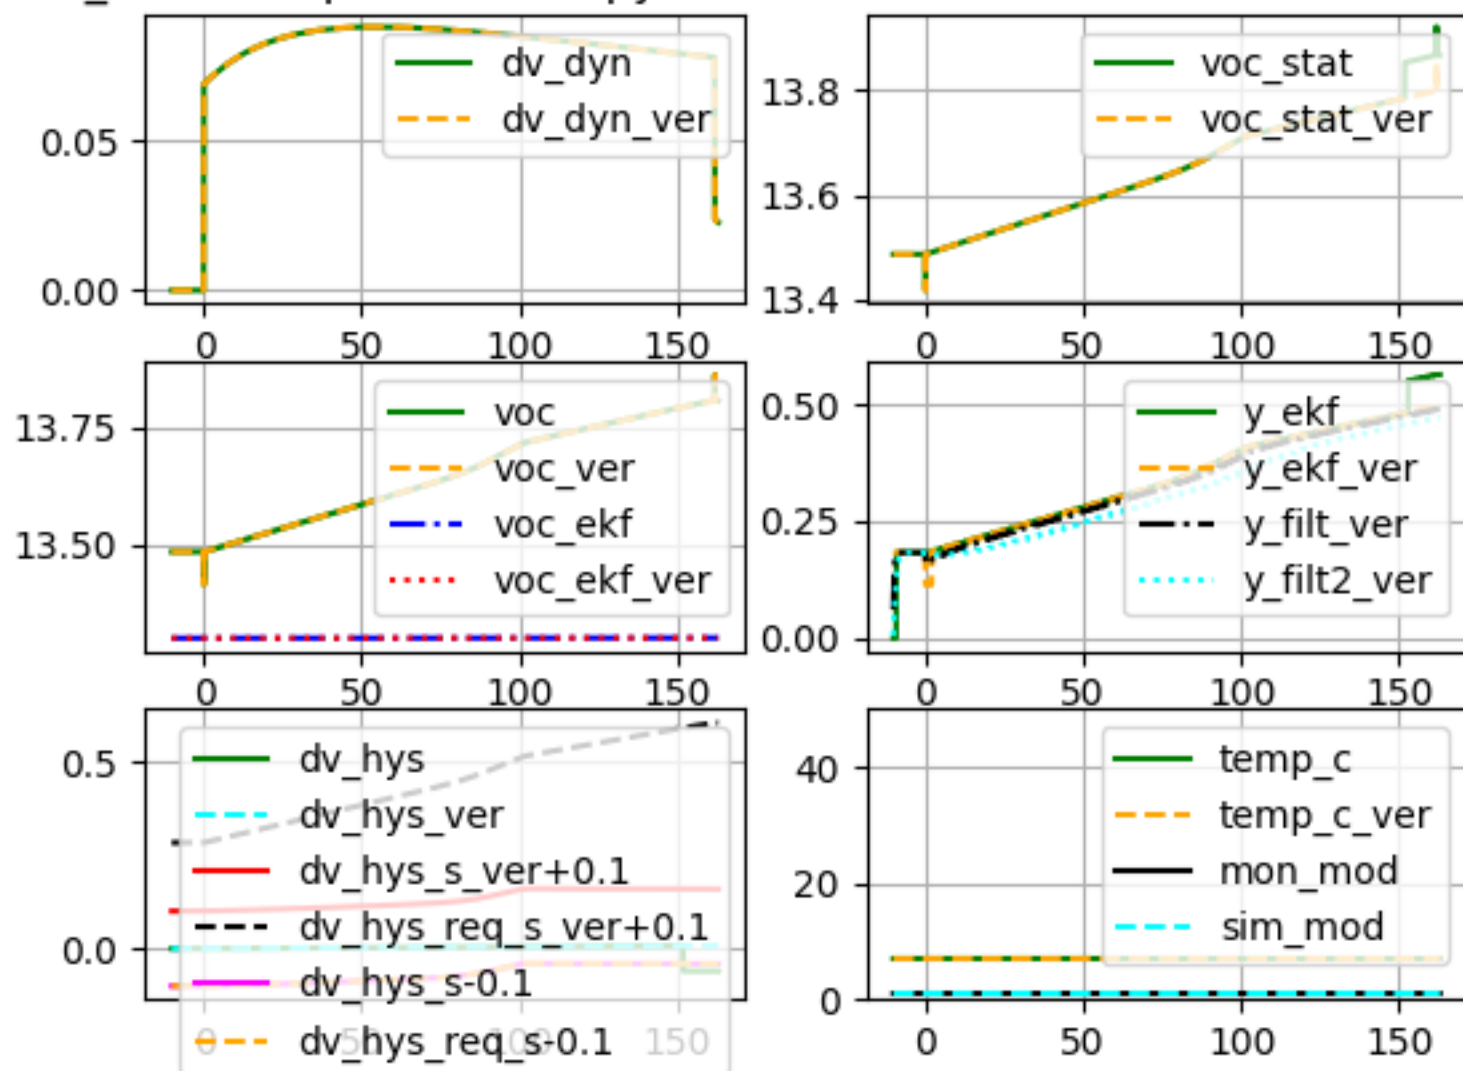 dv_dyn
dv_dyn_ver
0.05
0.00
0 50 100 150
voc_stat
voc_stat_ver
13.8
13.6
13.4
0 50 100 150
voc
voc_ver
voc_ekf
voc_ekf_ver
13.75
13.50
0 50 100 150
y_ekf
y_ekf_ver
y_filt_ver
y_filt2_ver
0.50
0.25
0.00
0 50 100 150
dv_hys
dv_hys_ver
dv_hys_s_ver+0.1
dv_hys_req_s_ver+0.1
dv_hys_s-0.1
dv_hys_req_s-0.1
0.5
0.0
0 50 100 150
temp_c
temp_c_ver
mon_mod
sim_mod
40
20
0
0 50 100 150